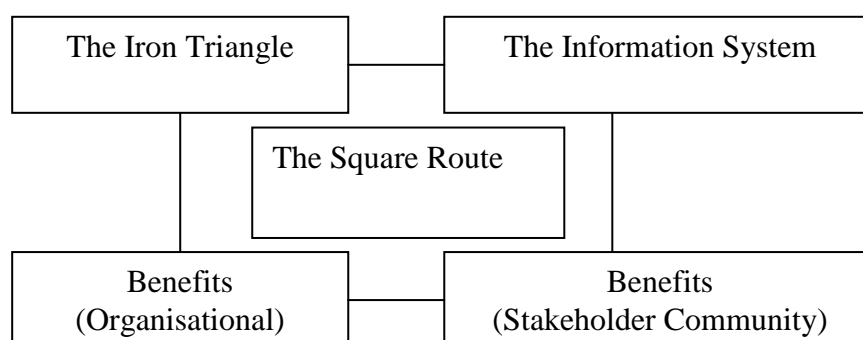 The Iron Triangle
The Information System
The Square Route
Benefits
(Organisational)
Benefits
(Stakeholder Community)